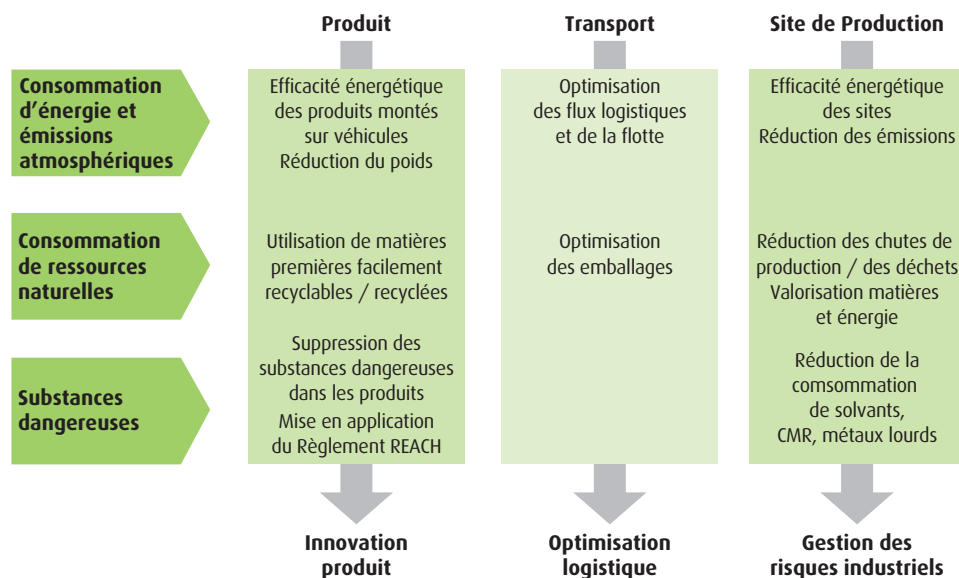 Produit
Transport
Site de Production
Consommation
d'énergie et
émissions
atmosphériques
Efficacité énergétique
des produits montés
sur véhicules
Réduction du poids
Optimisation
des flux logistiques
et de la flotte
Efficacité énergétique
des sites
Réduction des émissions
Consommation
de ressources
naturelles
Utilisation de matières
premières facilement
recyclables / recyclées
Optimisation
des emballages
Réduction des chutes de
production / des déchets
Valorisation matières
et énergie
Substances
dangereuses
Suppression des
substances dangereuses
dans les produits
Mise en application
du Règlement REACH
Réduction de la
comsommation
de solvants,
CMR, métaux lourds
Innovation
produit
Optimisation
logistique
Gestion des
risques industriels